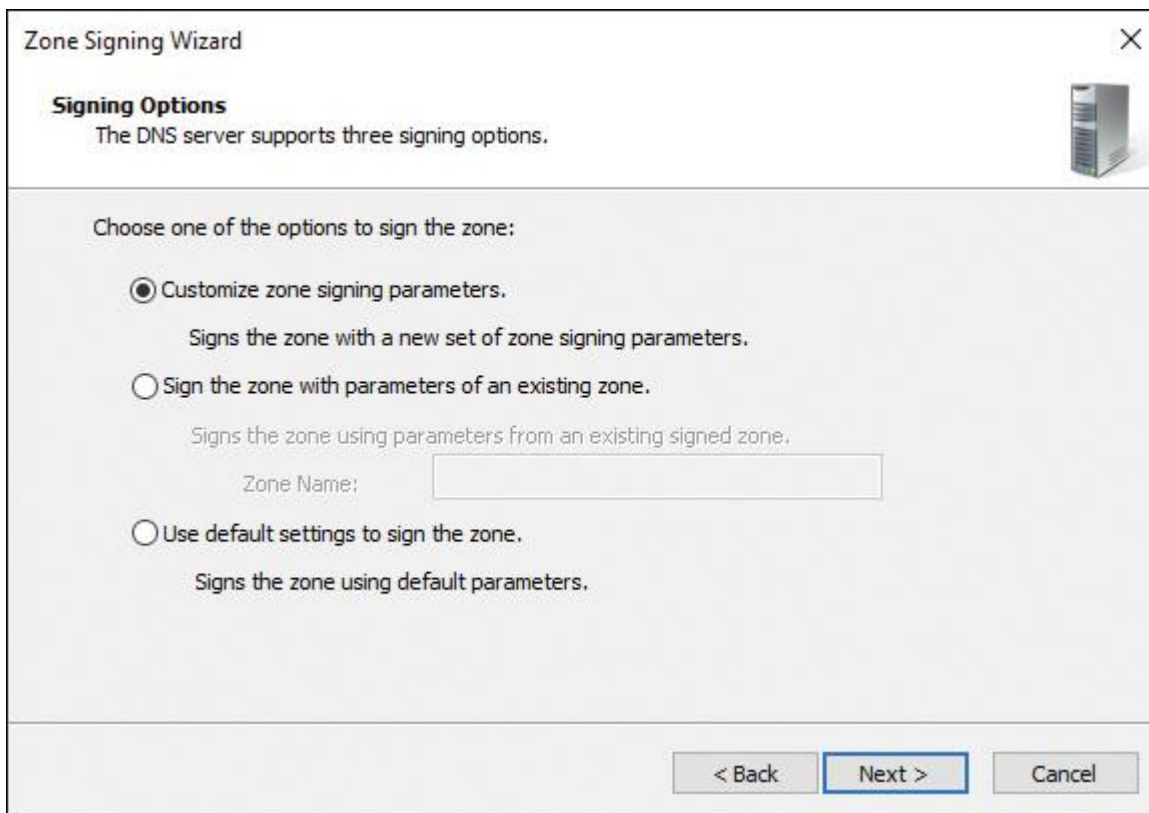 Zone Signing Wizard
Signing Options
The DNS server supports three signing options.
Choose one of the options to sign the zone:
Customize zone signing parameters.
Signs the zone with a new set of zone signing parameters.
Sign the zone with parameters of an existing zone.
Signs the zone using parameters from an existing signed zone.
Zone Name:
Use default settings to sign the zone.
Signs the zone using default parameters.
< Back Next > Cancel